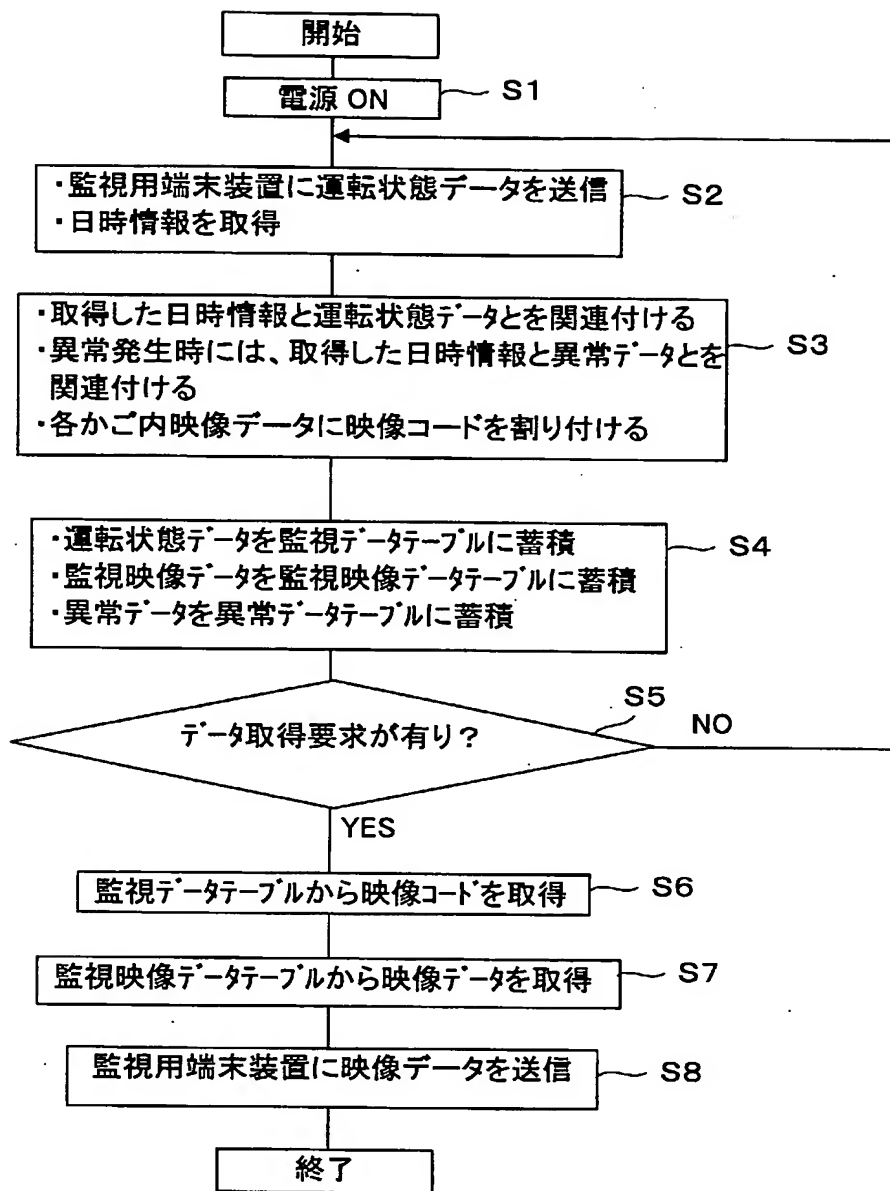 開始
電源 ON
S1
・監視用端末装置に運転状態データを送信
・日時情報を取得
S2
・取得した日時情報と運転状態データとを関連付ける
・異常発生時には、取得した日時情報と異常データとを
関連付ける
・各かご内映像データに映像コードを割り付ける
S3
・運転状態データを監視データテーブルに蓄積
・監視映像データを監視映像データテーブルに蓄積
・異常データを異常データテーブルに蓄積
S4
データ取得要求が有り?
S5
NO
YES
監視データテーブルから映像コードを取得
S6
監視映像データテーブルから映像データを取得
S7
監視用端末装置に映像データを送信
S8
終了